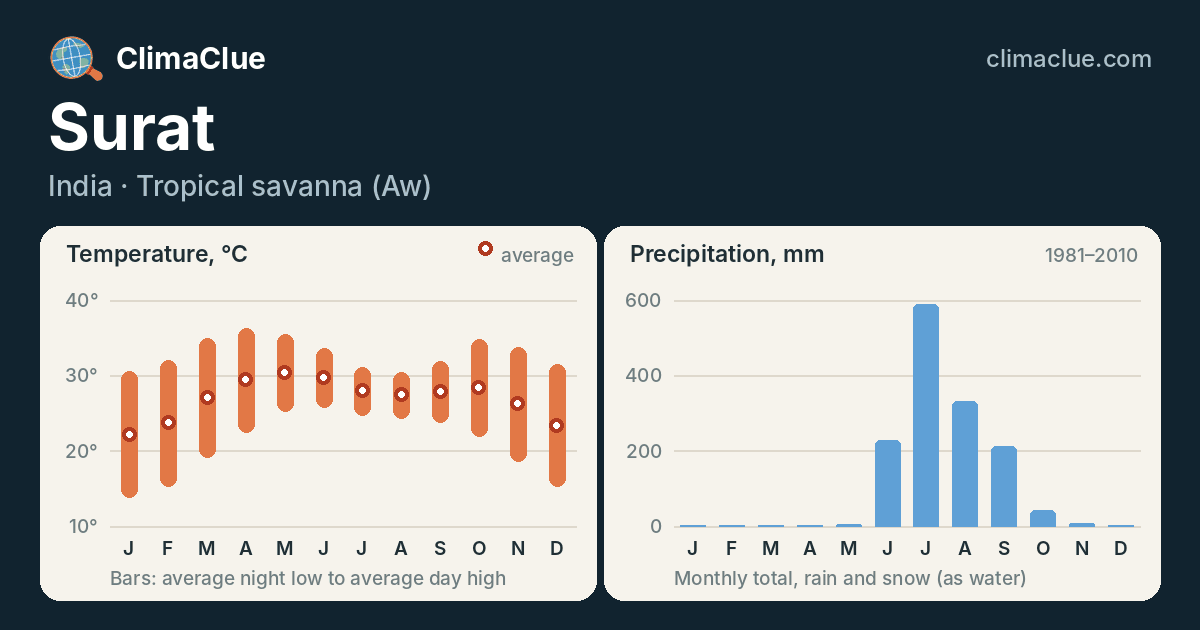 ClimaClue
climaclue.com
Surat
India · Tropical savanna (Aw)
Temperature, °C
average
40°
30°
20°
10°
J F M A M J J A S O N D
Bars: average night low to average day high
Precipitation, mm
1981–2010
600
400
200
0
J F M A M J J A S O N D
Monthly total, rain and snow (as water)